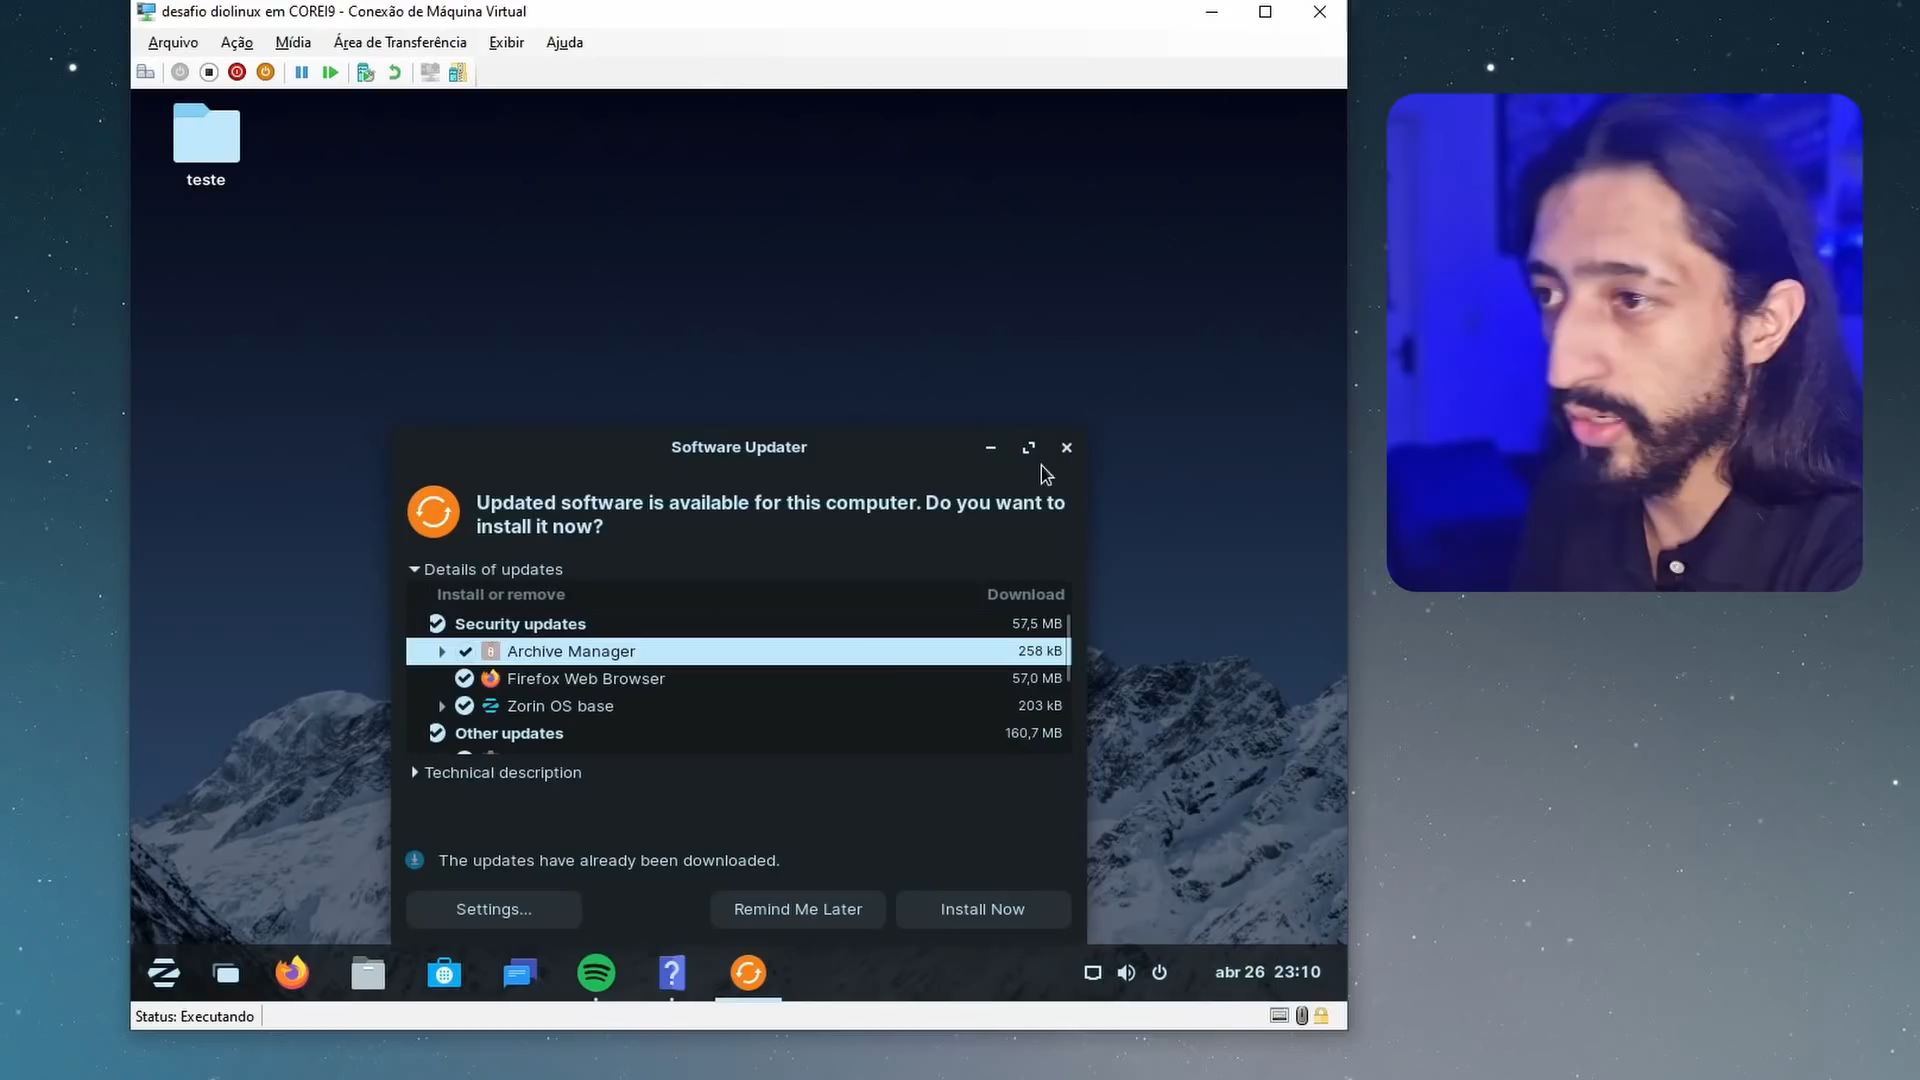 desafio diolinux em COREI9 - Conexão de Máquina Virtual
Arquivo Ação Mídia Área de Transferência Exibir Ajuda
teste
Software Updater
Updated software is available for this computer. Do you want to
install it now?
Details of updates
Install or remove Download
Security updates 57,5 MB
Archive Manager 258 kB
Firefox Web Browser 57,0 MB
Zorin OS base 203 kB
Other updates 160,7 MB
Technical description
The updates have already been downloaded.
Settings... Remind Me Later Install Now
abr 26 23:10
Status: Executando